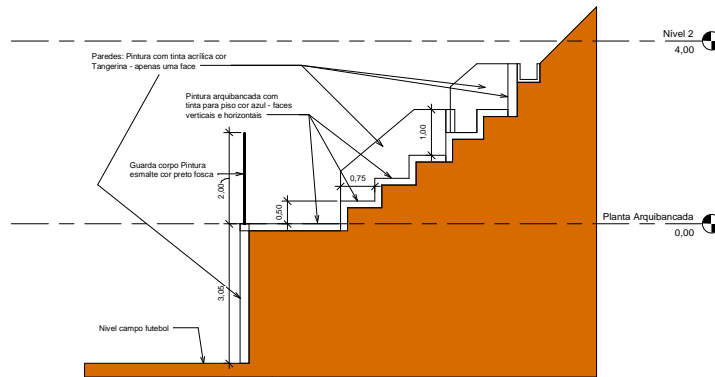 Nível 2
4,00
Paredes: Pintura com tinta acrílica cor
Tangerina - apenas uma face
Pintura arquibancada com
tinta para piso cor azul - faces
verticais e horizontais
1,00
Guarda corpo Pintura
esmalte cor preto fosca
2,00
0,75
0,50
Planta Arquibancada
0,00
3,05
Nivel campo futebol